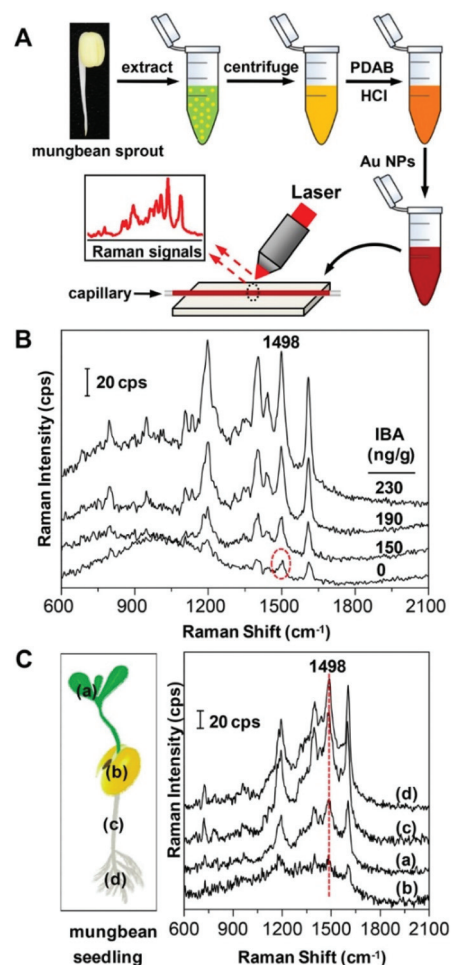 A
extract
centrifuge
PDAB
HCl
mungbean sprout
Au NPs
Laser
Raman signals
capillary
B
1498
20 cps
IBA
(ng/g)
230
190
150
0
Raman Intensity (cps)
600 900 1200 1500 1800 2100
Raman Shift (cm-1)
C
(a)
(b)
(c)
(d)
mungbean
seedling
1498
20 cps
(d)
(c)
(a)
(b)
Raman Intensity (cps)
600 900 1200 1500 1800 2100
Raman Shift (cm-1)